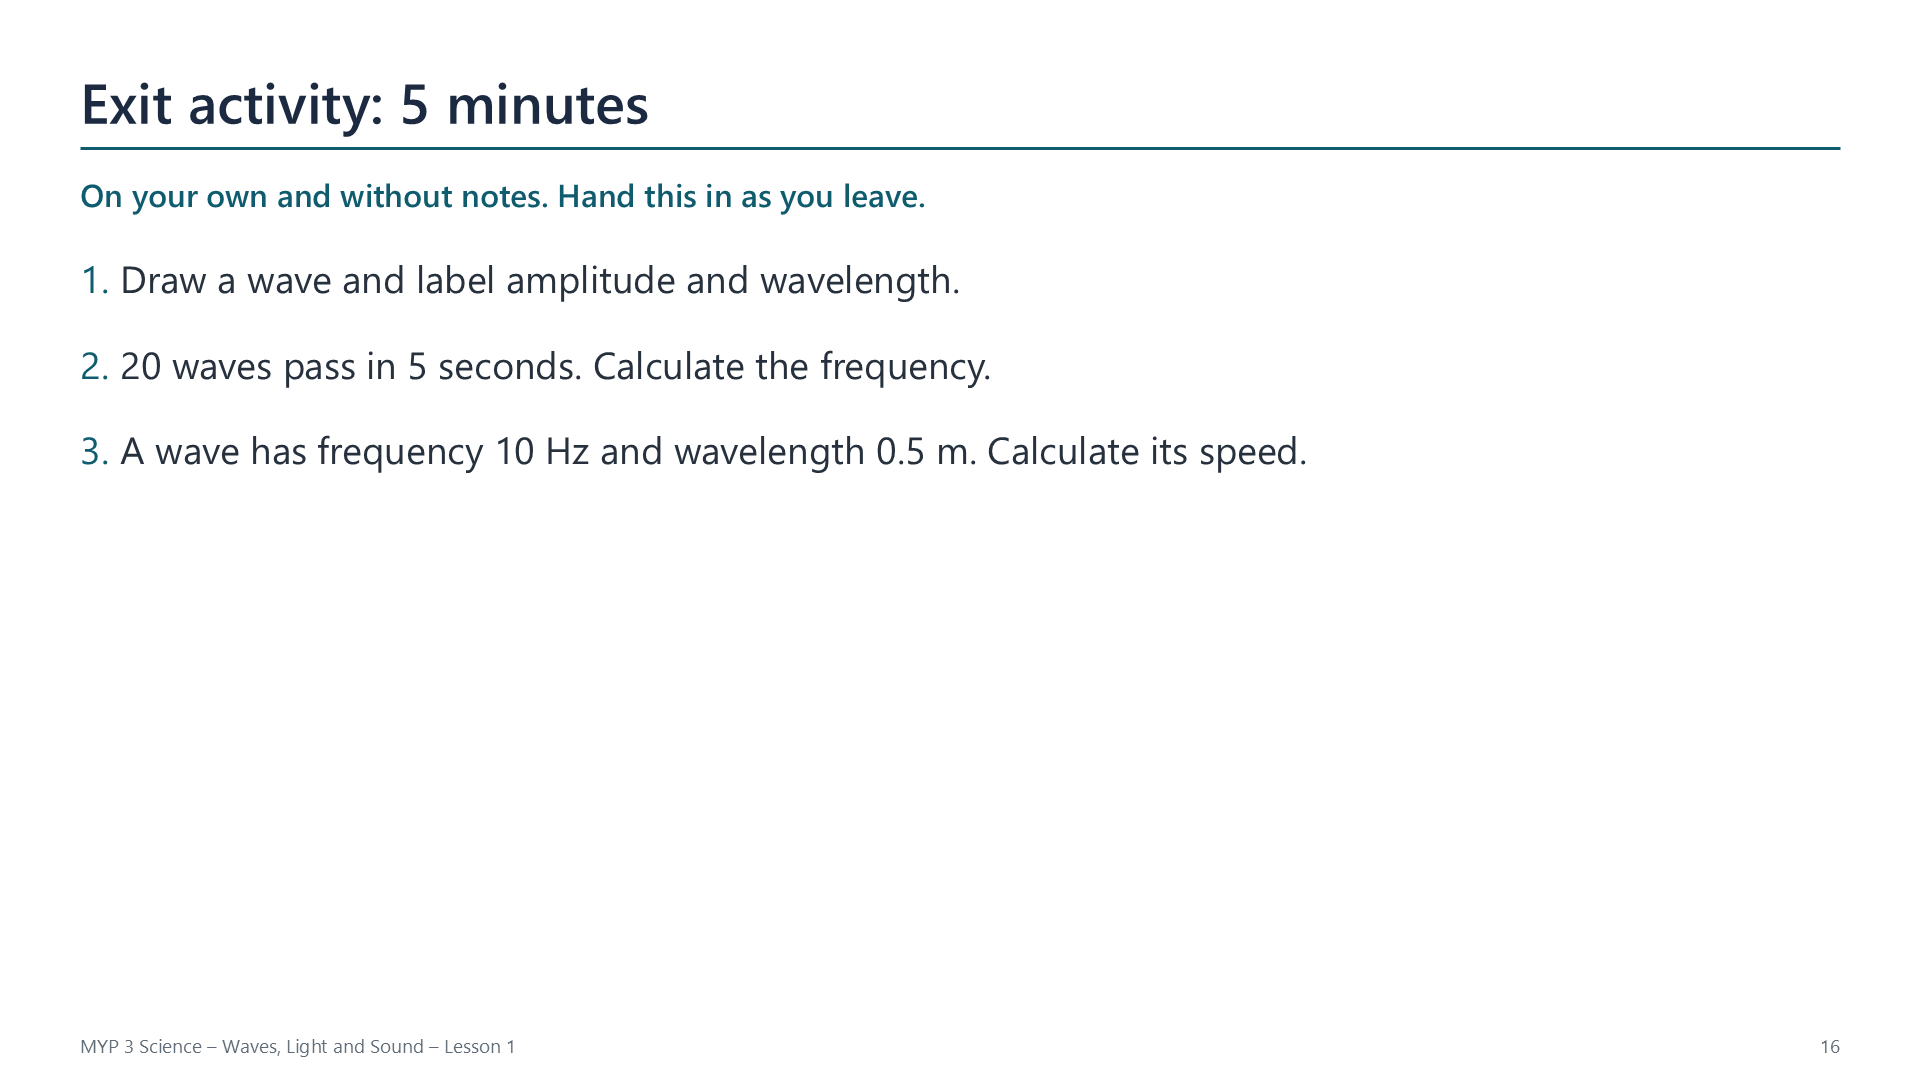 Exit activity: 5 minutes
On your own and without notes. Hand this in as you leave.
1. Draw a wave and label amplitude and wavelength.
2. 20 waves pass in 5 seconds. Calculate the frequency.
3. A wave has frequency 10 Hz and wavelength 0.5 m. Calculate its speed.
MYP 3 Science – Waves, Light and Sound – Lesson 1
16